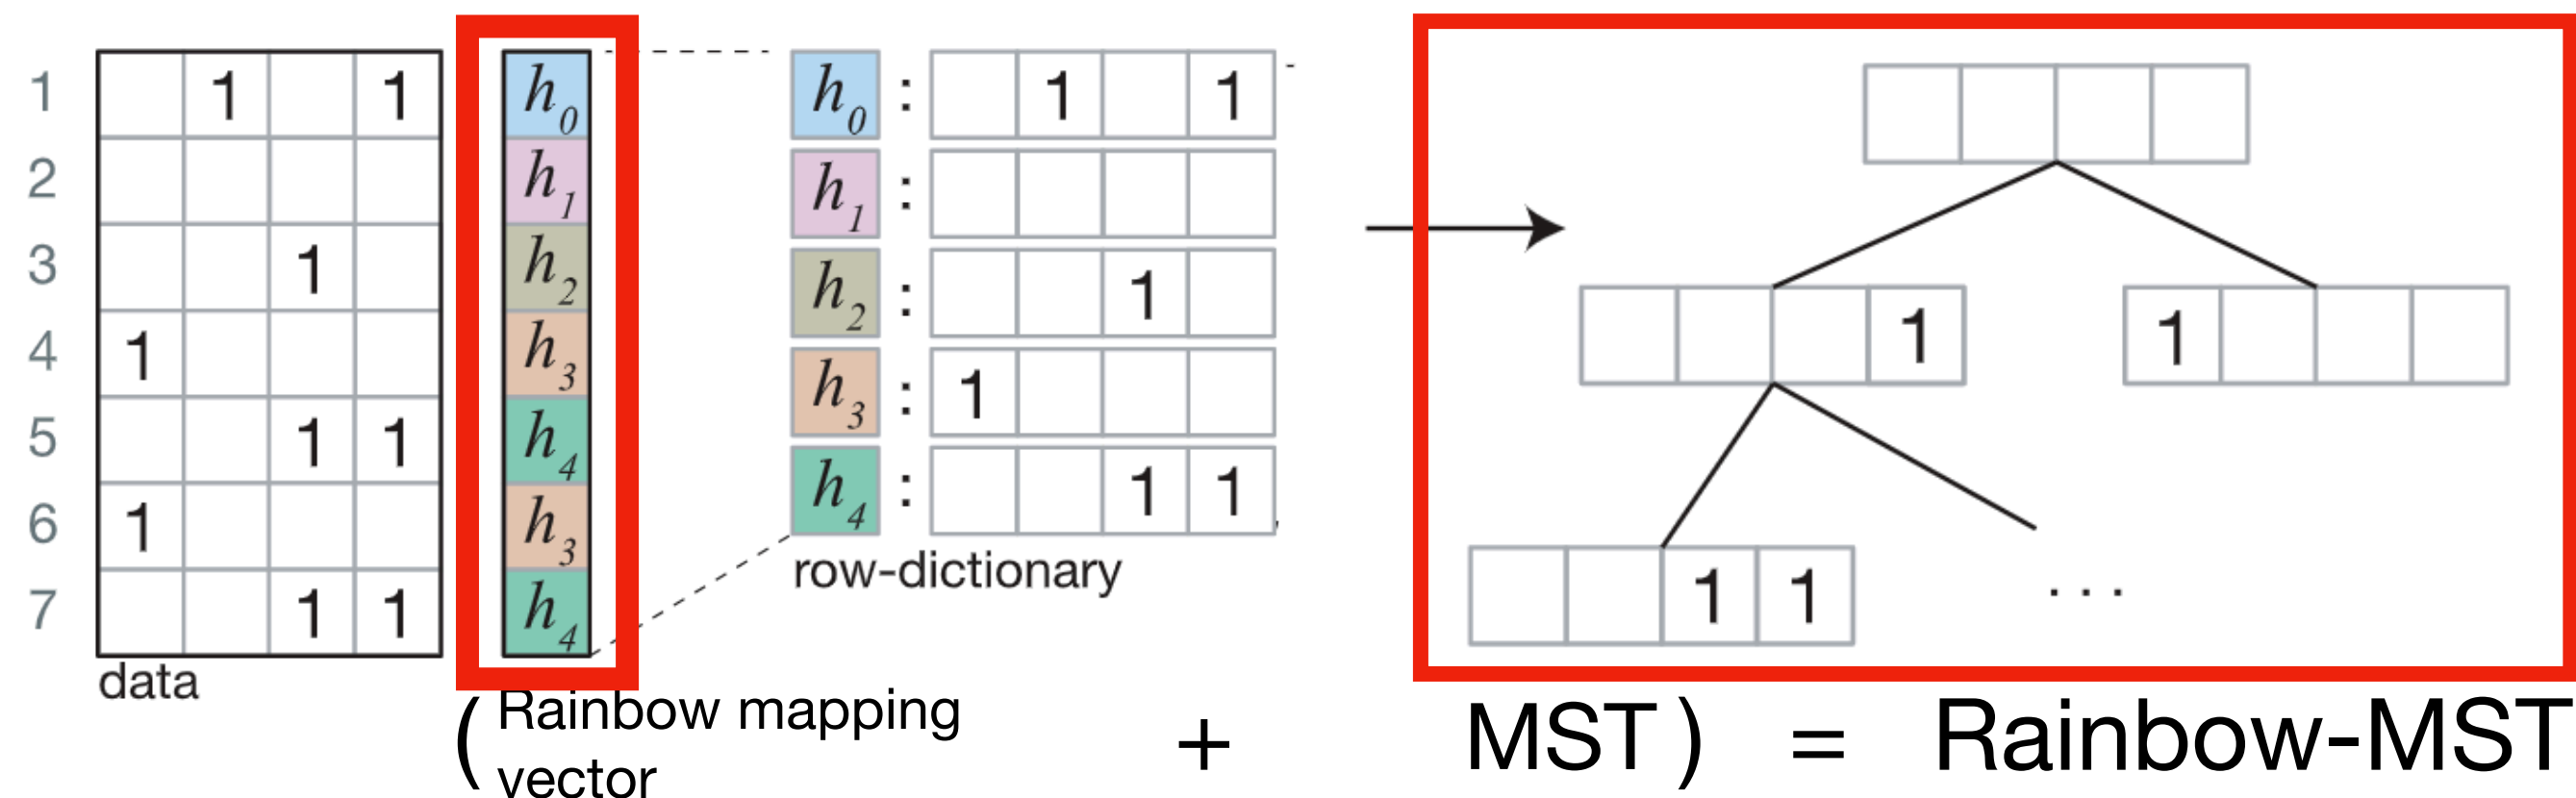 1 1 1 h0 h0 : 1 1
2 h1 h1 :
3 1 h2 h2 : 1 1 1
4 1 h3 h3 : 1
5 1 1 h4 h4 : 1 1
6 1 h3 row-dictionary 1 1 ...
7 1 1 h4
data
( Rainbow mapping vector + MST ) = Rainbow-MST